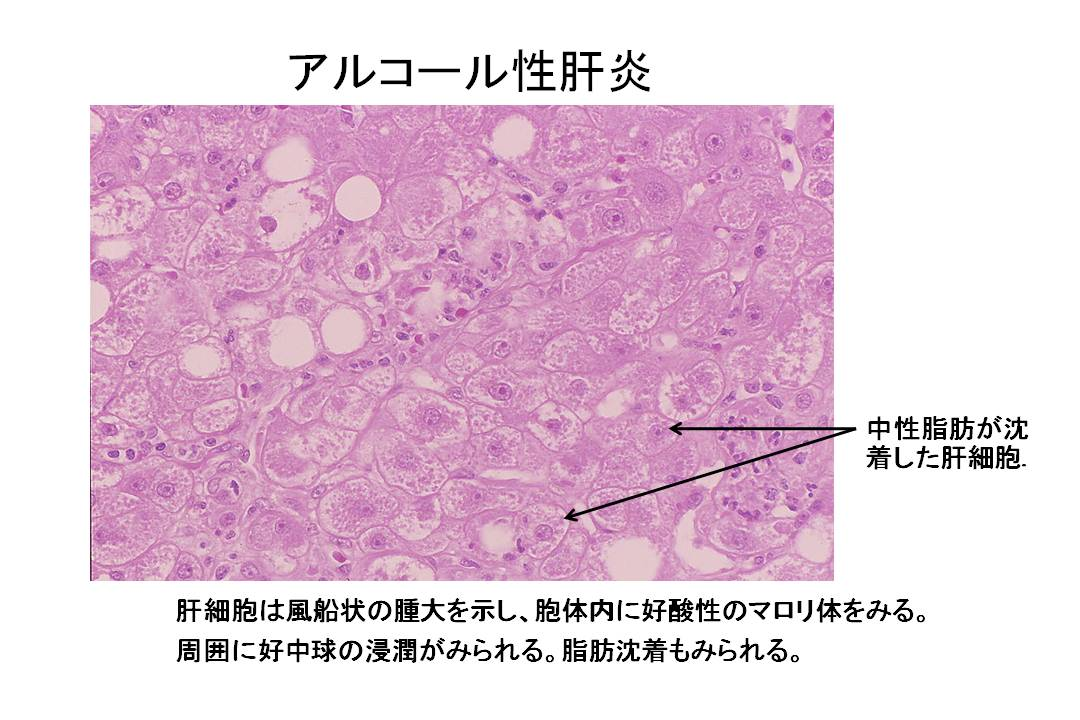 アルコール性肝炎
中性脂肪が沈
着した肝細胞.
肝細胞は風船状の腫大を示し、胞体内に好酸性のマロリ体をみる。
周囲に好中球の浸潤がみられる。脂肪沈着もみられる。